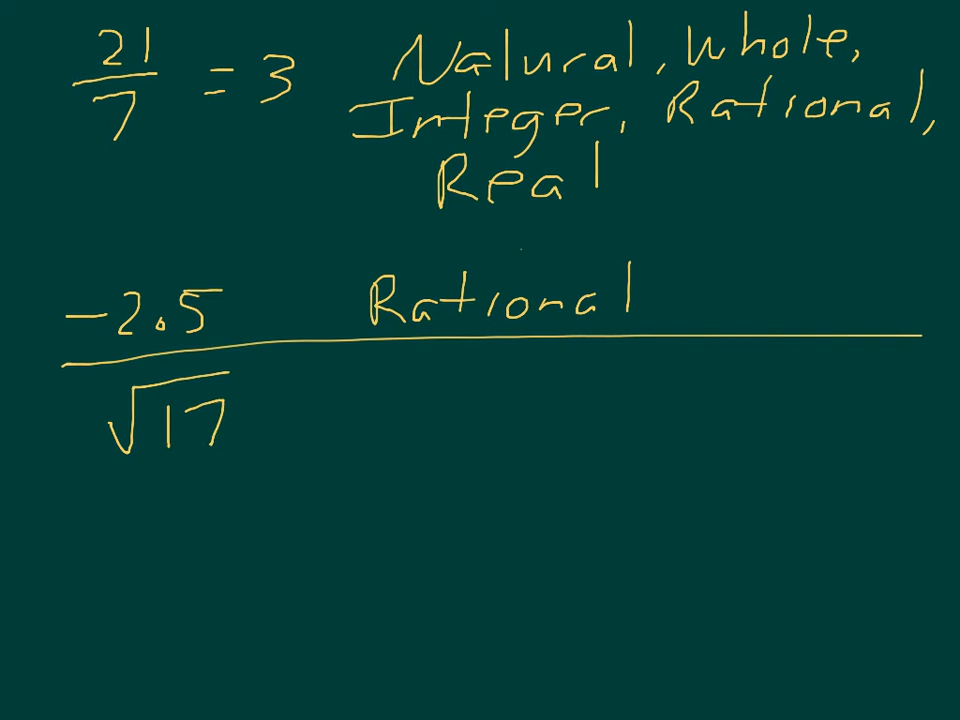 21/7 = 3 Natural, Whole,
Integer, Rational,
Real
-2.5 Rational
√17